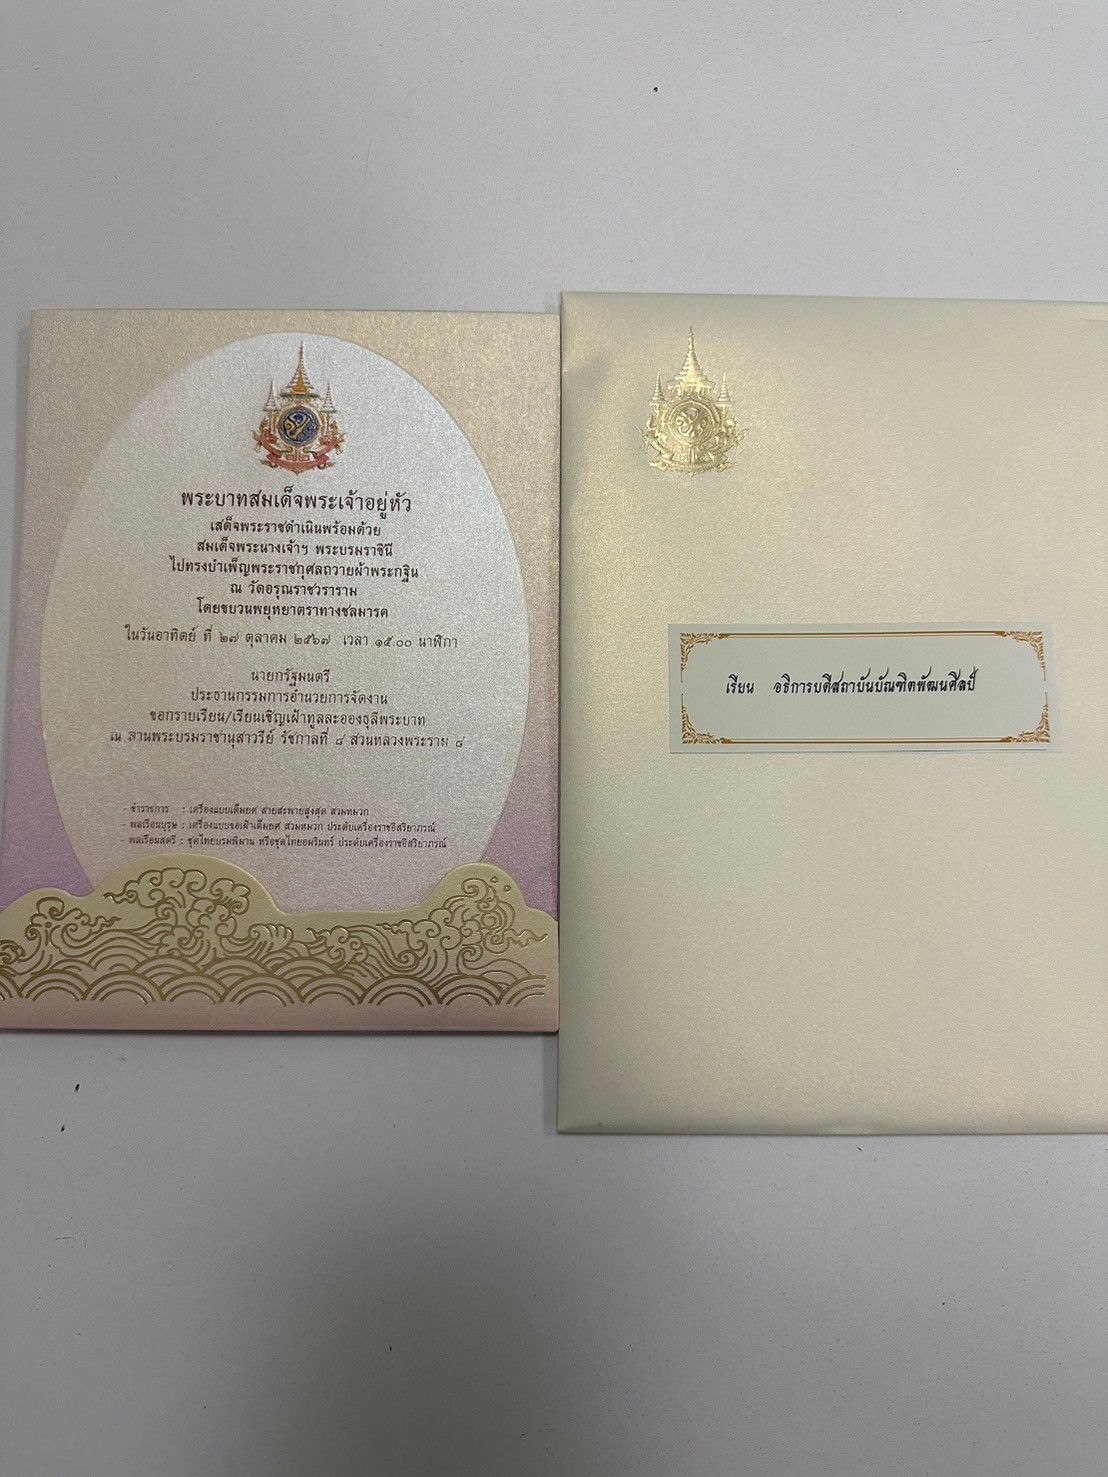 พระบาทสมเด็จพระเจ้าอยู่หัว
เสด็จพระราชดำเนินพร้อมด้วย
สมเด็จพระนางเจ้าฯ พระบรมราชินี
ไปทรงบำเพ็ญพระราชกุศลถวายผ้าพระกฐิน
ณ วัดอรุณราชวราราม
โดยขบวนพยุหยาตราทางชลมารค
ในวันอาทิตย์ ที่ ๒๗ ตุลาคม ๒๕๖๗ เวลา ๑๕.๐๐ นาฬิกา
นายกรัฐมนตรี
ประธานกรรมการอำนวยการจัดงาน
ขอกราบเรียน/เรียนเชิญเฝ้าทูลละอองธุลีพระบาท
ณ ลานพระบรมราชานุสาวรีย์ รัชกาลที่ ๘ สวนหลวงพระราม ๘
- ข้าราชการ : เครื่องแบบเต็มยศ สายสะพายสูงสุด สวมหมวก
- พลเรือนบุรุษ : เครื่องแบบขอเฝ้าเต็มยศ สวมหมวก ประดับเครื่องราชอิสริยาภรณ์
- พลเรือนสตรี : ชุดไทยบรมพิมาน หรือชุดไทยอมรินทร์ ประดับเครื่องราชอิสริยาภรณ์
เรียน อธิการบดีสถาบันบัณฑิตพัฒนศิลป์